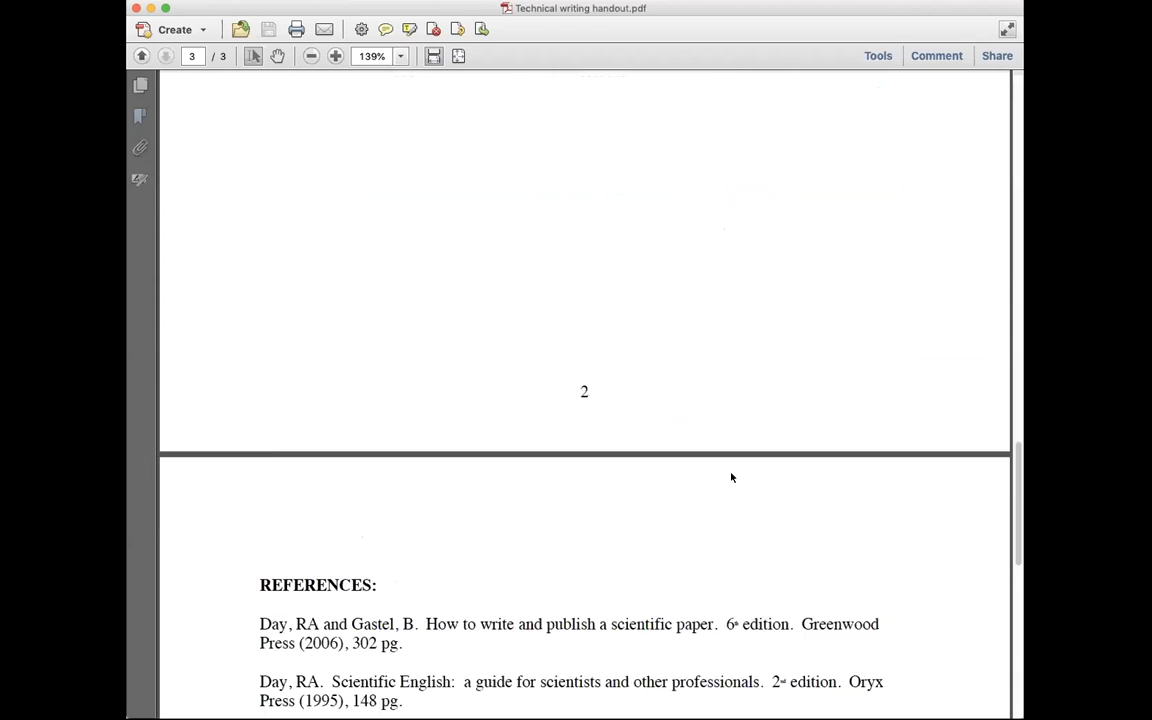 Technical writing handout.pdf
Create
3 / 3 139% Tools Comment Share
2
REFERENCES:
Day, RA and Gastel, B. How to write and publish a scientific paper. 6th edition. Greenwood
Press (2006), 302 pg.
Day, RA. Scientific English: a guide for scientists and other professionals. 2nd edition. Oryx
Press (1995), 148 pg.